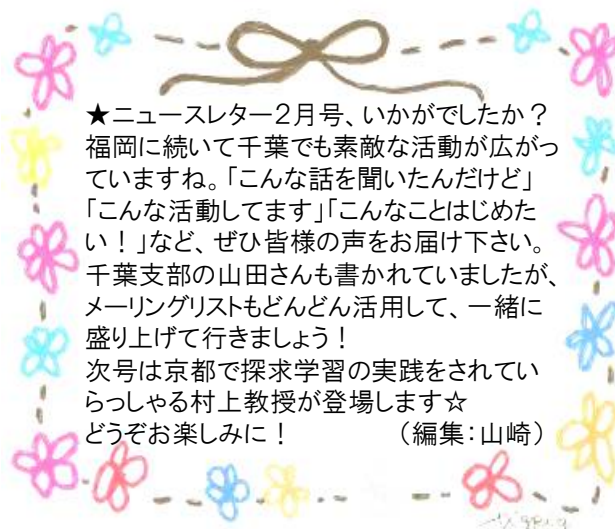 ★ニュースレター２月号、いかがでしたか？
福岡に続いて千葉でも素敵な活動が広がっ
ていますね。「こんな話を聞いたんだけど」
「こんな活動してます」「こんなことはじめた
い！」など、ぜひ皆様の声をお届け下さい。
千葉支部の山田さんも書かれていましたが、
メーリングリストもどんどん活用して、一緒に
盛り上げて行きましょう！
次号は京都で探求学習の実践をされてい
らっしゃる村上教授が登場します☆
どうぞお楽しみに！　　　　（編集：山崎）